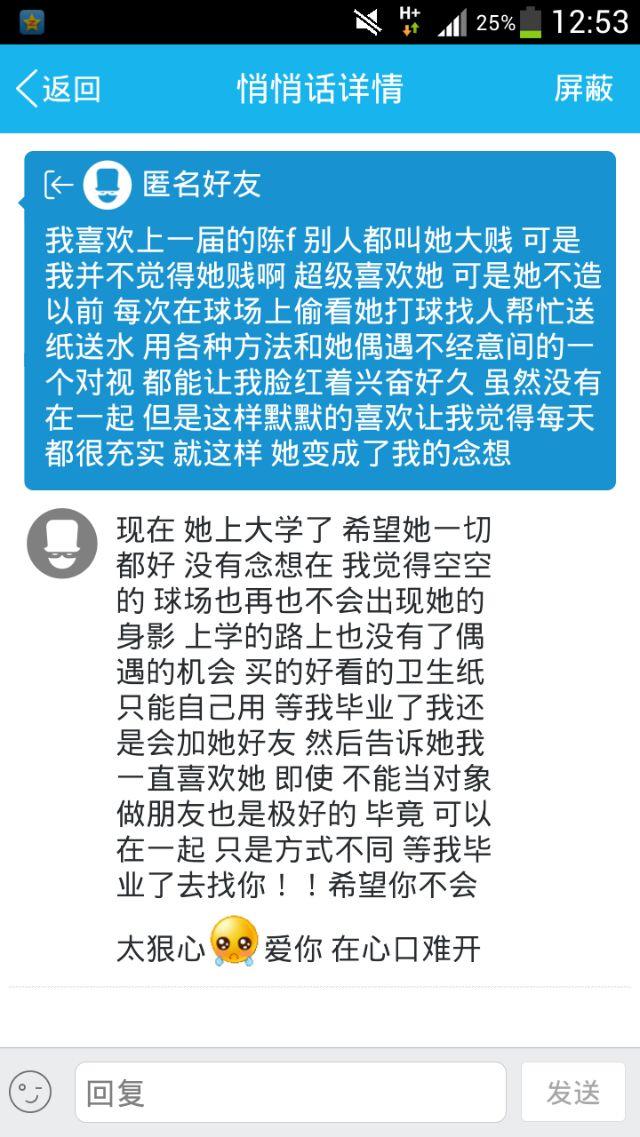 H+
25%
12:53
返回
悄悄话详情
屏蔽
匿名好友
我喜欢上一届的陈f 别人都叫她大贱 可是
我并不觉得她贱啊 超级喜欢她 可是她不造
以前 每次在球场上偷看她打球找人帮忙送
纸送水 用各种方法和她偶遇不经意间的一
个对视 都能让我脸红着兴奋好久 虽然没有
在一起 但是这样默默的喜欢让我觉得每天
都很充实 就这样 她变成了我的念想
现在 她上大学了 希望她一切
都好 没有念想在 我觉得空空
的 球场也再也不会出现她的
身影 上学的路上也没有了偶
遇的机会 买的好看的卫生纸
只能自己用 等我毕业了我还
是会加她好友 然后告诉她我
一直喜欢她 即使 不能当对象
做朋友也是极好的 毕竟 可以
在一起 只是方式不同 等我毕
业了去找你！！希望你不会
太狠心 爱你 在心口难开
回复
发送